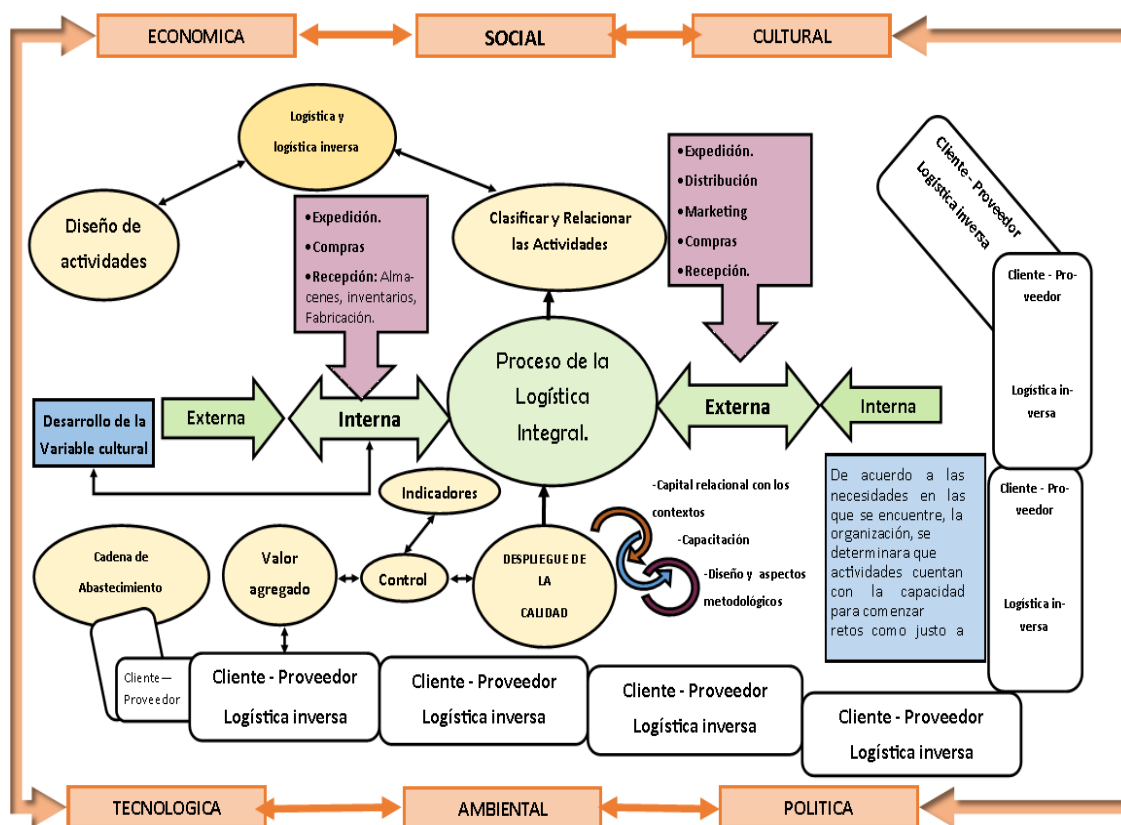 ECONOMICA
SOCIAL
CULTURAL
Logística y
logística inversa
Diseño de
actividades
•Expedición.
•Compras
•Recepción: Alma-
cenes, inventarios,
Fabricación.
Clasificar y Relacionar
las Actividades
•Expedición.
•Distribución
•Marketing
•Compras
•Recepción.
Cliente - Proveedor
Logística inversa
Cliente - Pro-
veedor
Logística in-
versa
Proceso de la
Logística
Integral.
Desarrollo de la
Variable cultural
Externa
Interna
Externa
Interna
Indicadores
-Capital relacional con los
contextos
-Capacitación
-Diseño y aspectos
metodológicos
De acuerdo a las
necesidades en las
que se encuentre, la
organización, se
determinara que
actividades cuentan
con la capacidad
para comenzar
retos como justo a
Cliente - Pro-
veedor
Logística in-
versa
Cadena de
Abastecimiento
Valor
agregado
Control
DESPLIEGUE DE
LA
CALIDAD
Cliente—
Proveedor
Cliente - Proveedor
Logística inversa
Cliente - Proveedor
Logística inversa
Cliente - Proveedor
Logística inversa
Cliente - Proveedor
Logística inversa
TECNOLOGICA
AMBIENTAL
POLITICA